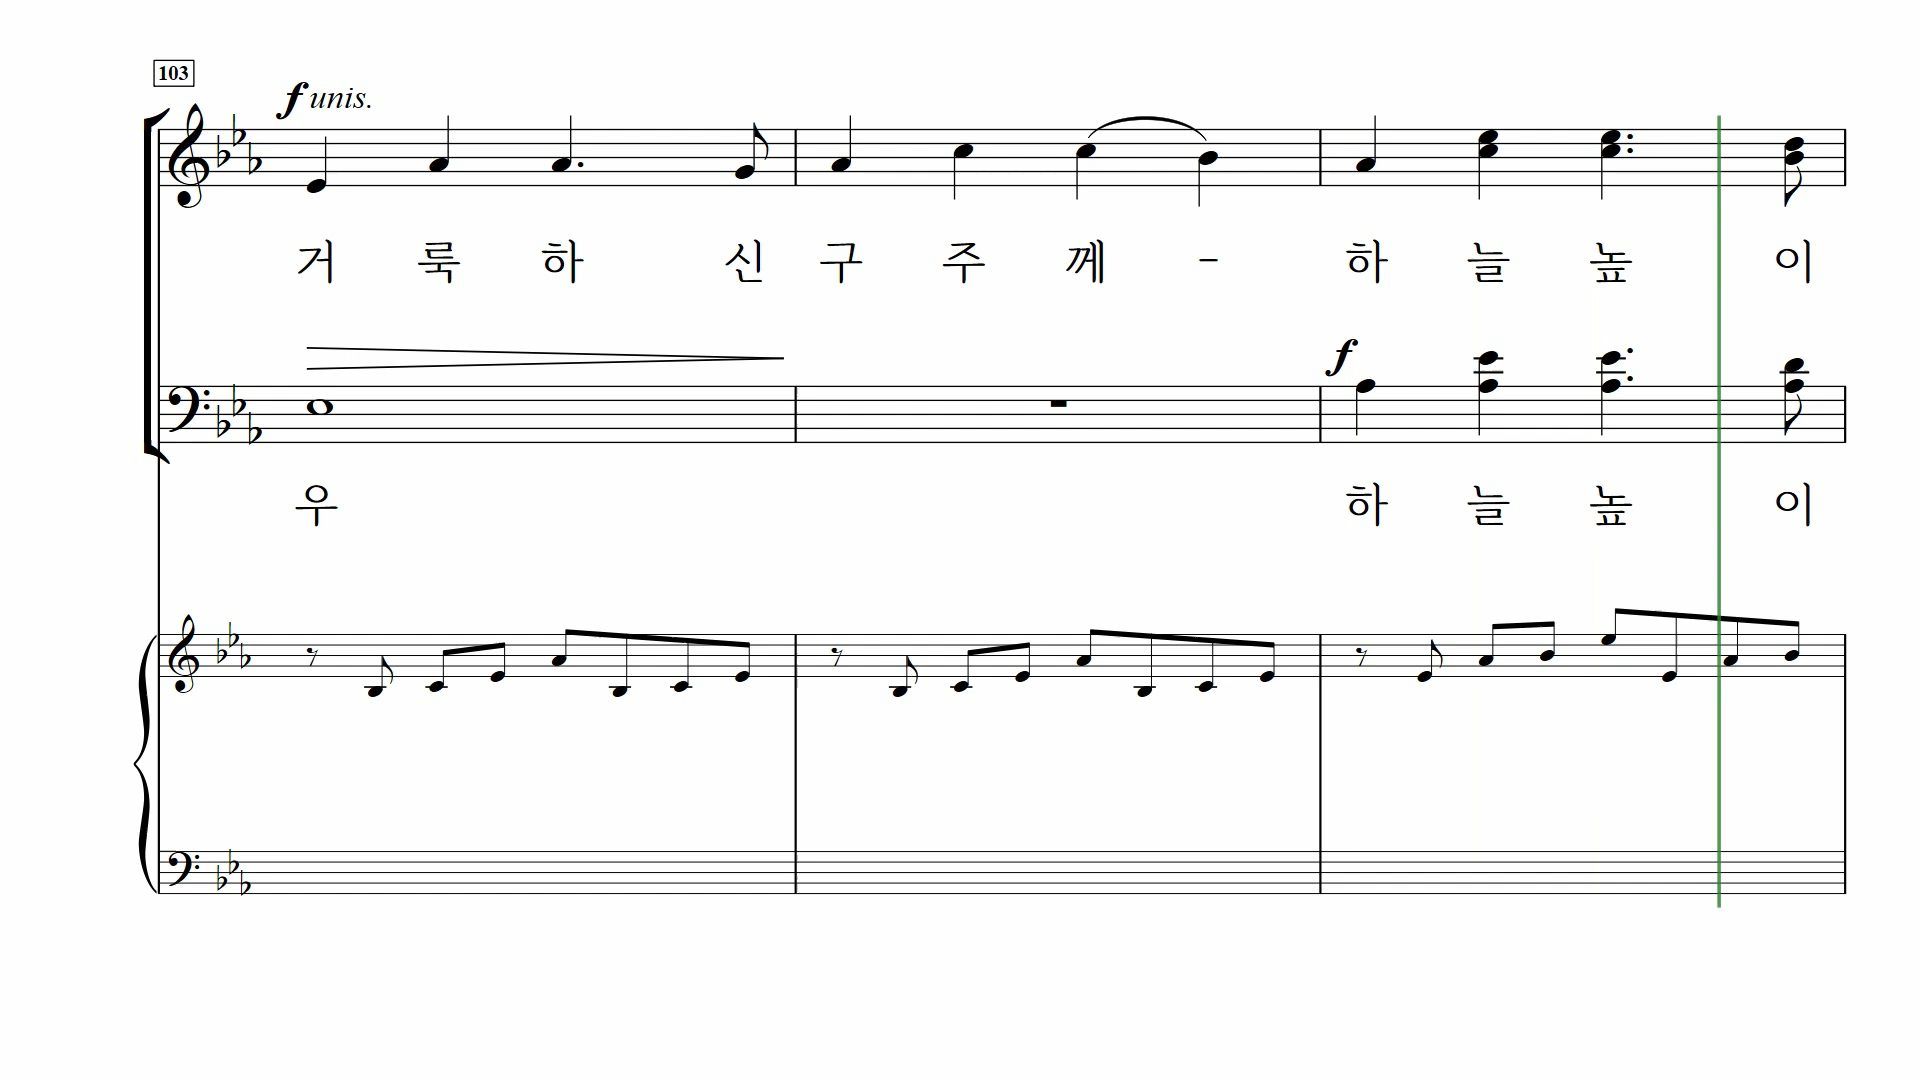 103
f unis.
거 룩 하 신 구 주 께 - 하 늘 높 이
f
우 하 늘 높 이